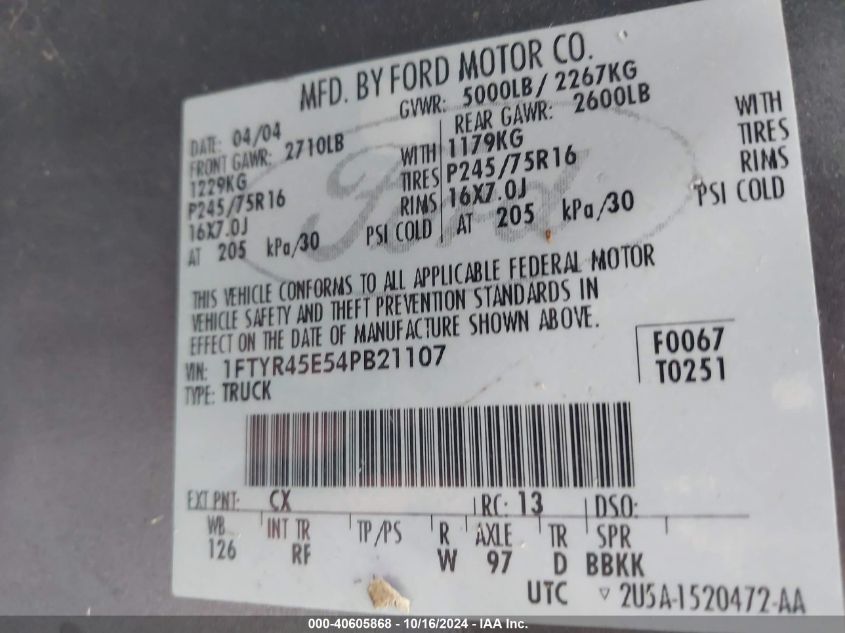 MFD. BY FORD MOTOR CO.
DATE: 04/04 GVWR: 5000LB/ 2267KG
FRONT GAWR: 2710LB REAR GAWR: 2600LB
1229KG WITH 1179KG WITH
P245/75R16 TIRES P245/75R16 TIRES
16X7.0J RIMS 16X7.0J RIMS
AT 205 kPa/30 PSI COLD AT 205 kPa/30 PSI COLD
Ford
THIS VEHICLE CONFORMS TO ALL APPLICABLE FEDERAL MOTOR
VEHICLE SAFETY AND THEFT PREVENTION STANDARDS IN
EFFECT ON THE DATE OF MANUFACTURE SHOWN ABOVE.
VIN: 1FTYR45E54PB21107
TYPE: TRUCK
F0067
T0251
EXT PNT: CX RC: 13 DSO:
WB INT TR TP/PS R AXLE TR SPR
126 RF W 97 D BBKK
UTC ▽ 2U5A-1520472-AA
000-40605868 - 10/16/2024 - IAA Inc.